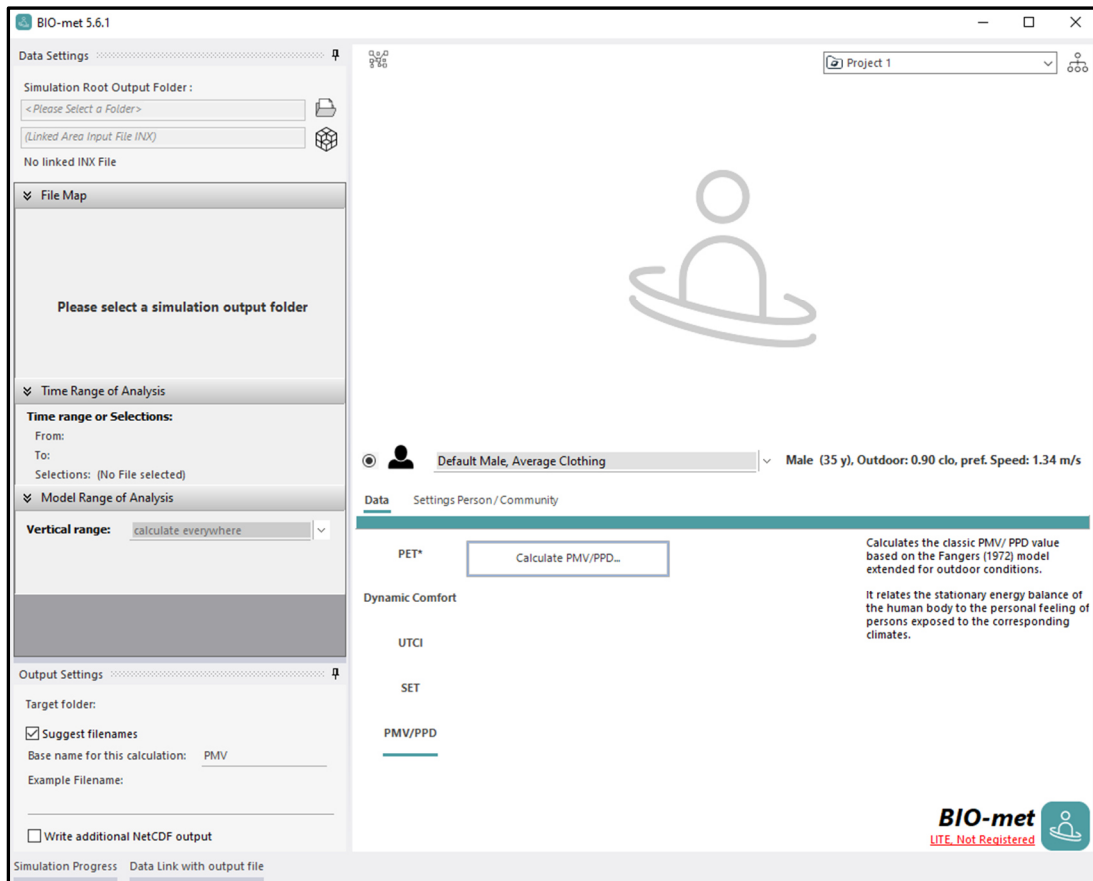 BIO-met 5.6.1
Data Settings
Simulation Root Output Folder :
<Please Select a Folder>
(Linked Area Input File INX)
No linked INX File
File Map
Please select a simulation output folder
Time Range of Analysis
Time range or Selections:
From:
To:
Selections: (No File selected)
Model Range of Analysis
Vertical range: calculate everywhere
Output Settings
Target folder:
Suggest filenames
Base name for this calculation: PMV
Example Filename:
Write additional NetCDF output
Simulation Progress Data Link with output file
Project 1
Default Male, Average Clothing
Male (35 y), Outdoor: 0.90 clo, pref. Speed: 1.34 m/s
Data Settings Person / Community
PET*
Dynamic Comfort
UTCI
SET
PMV/PPD
Calculate PMV/PPD...
Calculates the classic PMV/ PPD value
based on the Fangers (1972) model
extended for outdoor conditions.
It relates the stationary energy balance of
the human body to the personal feeling of
persons exposed to the corresponding
climates.
BIO-met
LITE, Not Registered